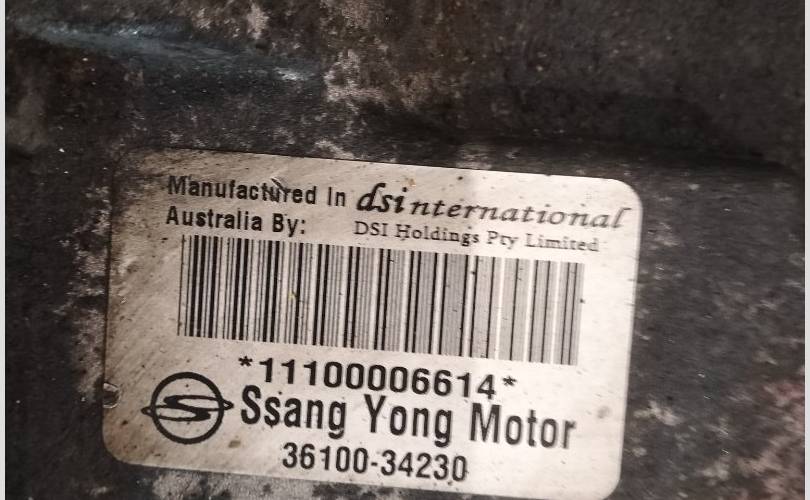 Manufactured In dsinternational
Australia By: DSI Holdings Pty Limited
*11100006614*
Ssang Yong Motor
36100-34230